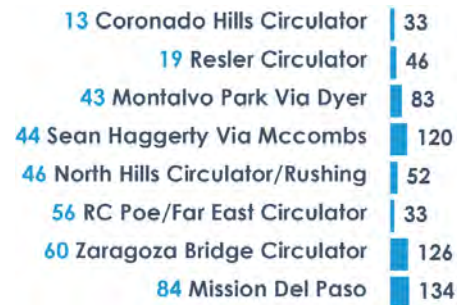 13 Coronado Hills Circulator 33
19 Resler Circulator 46
43 Montalvo Park Via Dyer 83
44 Sean Haggerty Via Mccombs 120
46 North Hills Circulator/Rushing 52
56 RC Poe/Far East Circulator 33
60 Zaragoza Bridge Circulator 126
84 Mission Del Paso 134